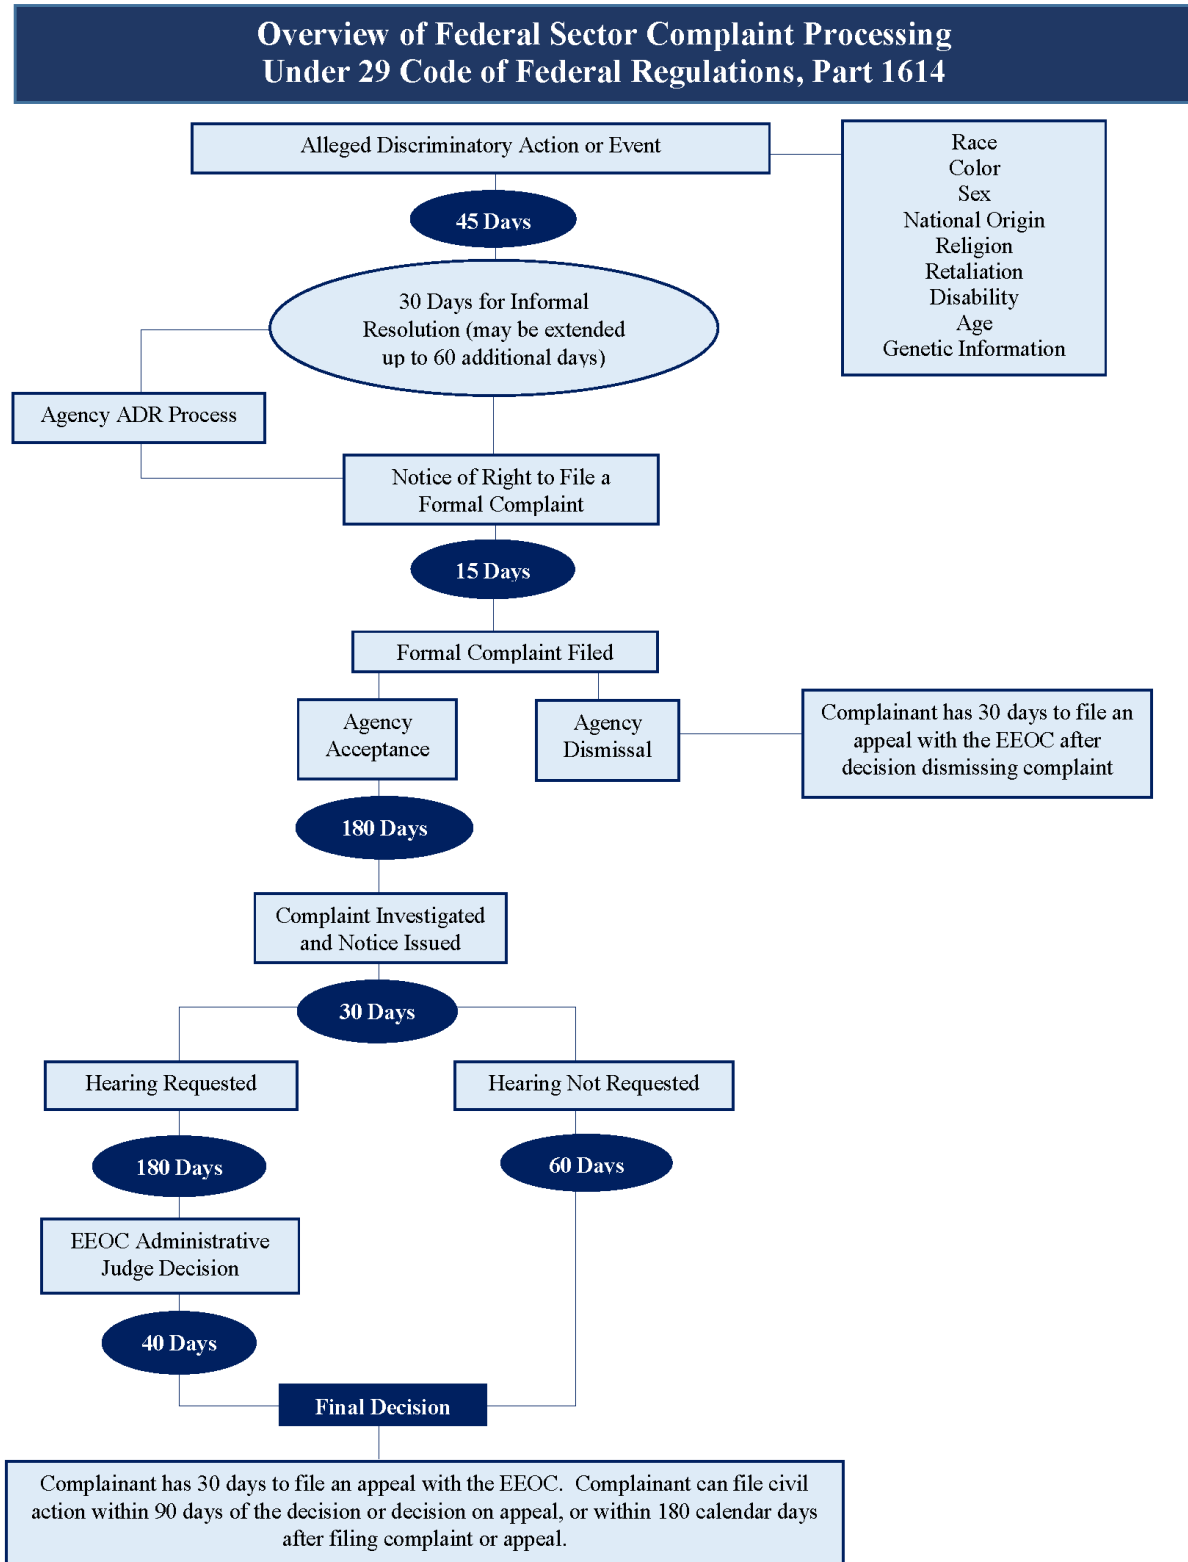 Overview of Federal Sector Complaint Processing
Under 29 Code of Federal Regulations, Part 1614
Alleged Discriminatory Action or Event
Race
Color
Sex
National Origin
Religion
Retaliation
Disability
Age
Genetic Information
45 Days
30 Days for Informal
Resolution (may be extended
up to 60 additional days)
Agency ADR Process
Notice of Right to File a
Formal Complaint
15 Days
Formal Complaint Filed
Agency
Acceptance
Agency
Dismissal
Complainant has 30 days to file an
appeal with the EEOC after
decision dismissing complaint
180 Days
Complaint Investigated
and Notice Issued
30 Days
Hearing Requested
Hearing Not Requested
180 Days
60 Days
EEOC Administrative
Judge Decision
40 Days
Final Decision
Complainant has 30 days to file an appeal with the EEOC. Complainant can file civil
action within 90 days of the decision or decision on appeal, or within 180 calendar days
after filing complaint or appeal.